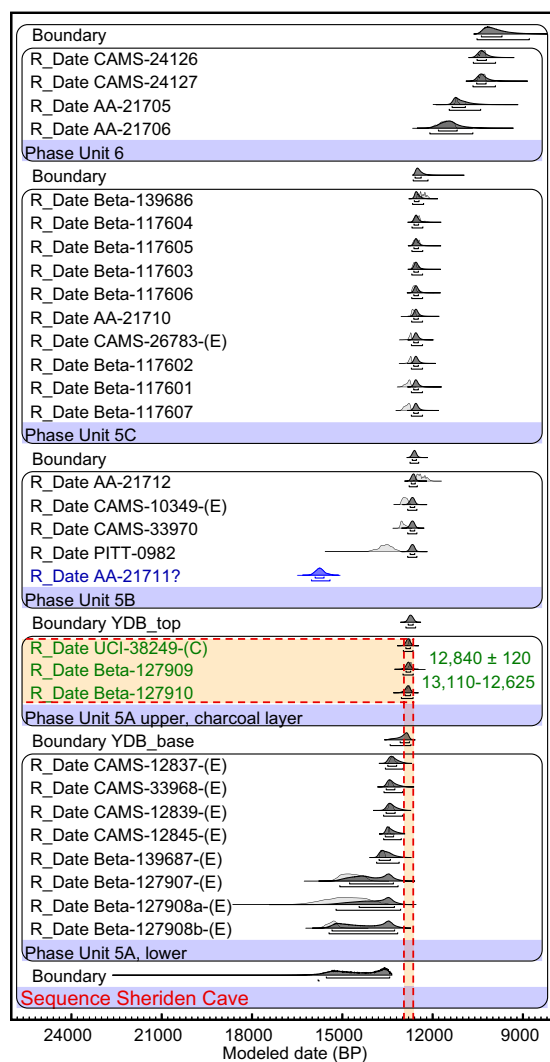 Boundary
R_Date CAMS-24126
R_Date CAMS-24127
R_Date AA-21705
R_Date AA-21706
Phase Unit 6
Boundary
R_Date Beta-139686
R_Date Beta-117604
R_Date Beta-117605
R_Date Beta-117603
R_Date Beta-117606
R_Date AA-21710
R_Date CAMS-26783-(E)
R_Date Beta-117602
R_Date Beta-117601
R_Date Beta-117607
Phase Unit 5C
Boundary
R_Date AA-21712
R_Date CAMS-10349-(E)
R_Date CAMS-33970
R_Date PITT-0982
R_Date AA-21711?
Phase Unit 5B
Boundary YDB_top
R_Date UCI-38249-(C)
R_Date Beta-127909
R_Date Beta-127910
12,840 ± 120
13,110-12,625
Phase Unit 5A upper, charcoal layer
Boundary YDB_base
R_Date CAMS-12837-(E)
R_Date CAMS-33968-(E)
R_Date CAMS-12839-(E)
R_Date CAMS-12845-(E)
R_Date Beta-139687-(E)
R_Date Beta-127907-(E)
R_Date Beta-127908a-(E)
R_Date Beta-127908b-(E)
Phase Unit 5A, lower
Boundary
Sequence Sheriden Cave
24000 21000 18000 15000 12000 9000
Modeled date (BP)